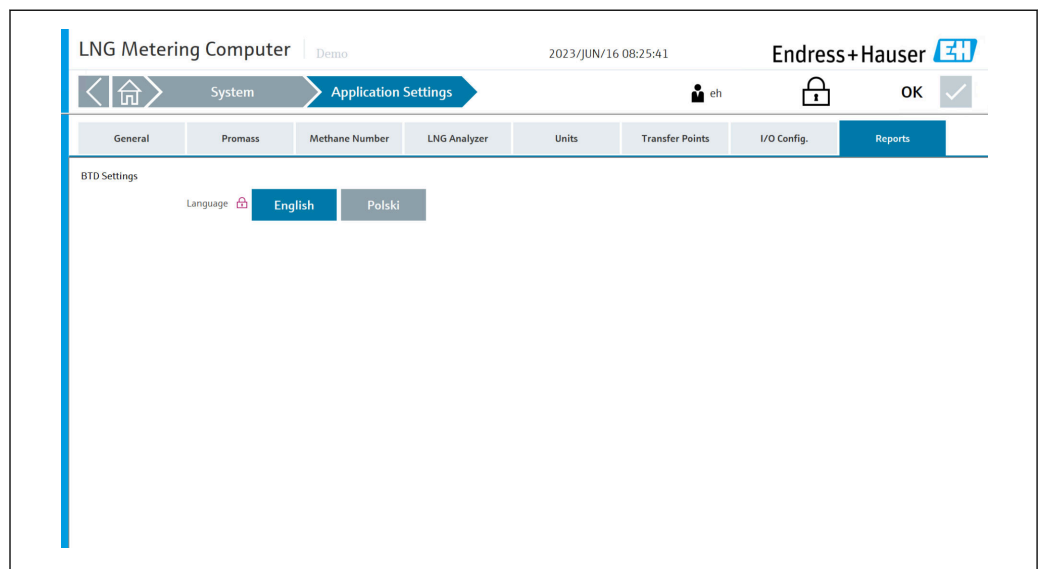 LNG Metering Computer Demo 2023/JUN/16 08:25:41 Endress+Hauser EH
System Application Settings eh OK
General Promass Methane Number LNG Analyzer Units Transfer Points I/O Config. Reports
BTD Settings
Language English Polski